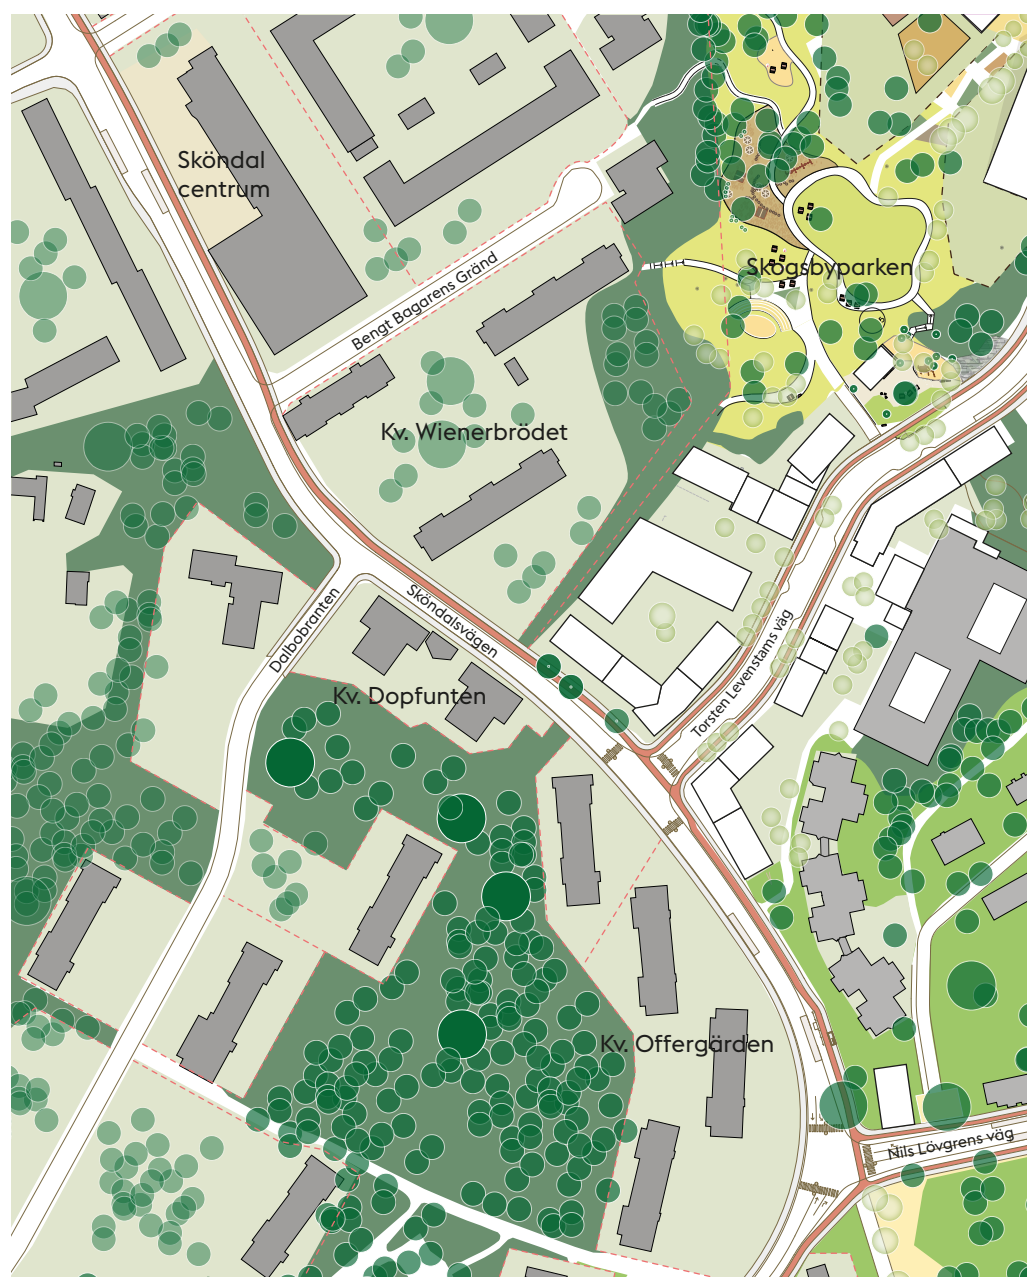 Sköndal
centrum
Bengt Bagarens Gränd
Skogsbyparken
Kv. Wienerbrödet
Sköndalsvägen
Dalbobranten
Kv. Dopfunten
Torsten Levenstams väg
Kv. Offergärden
Nils Lövgrens väg